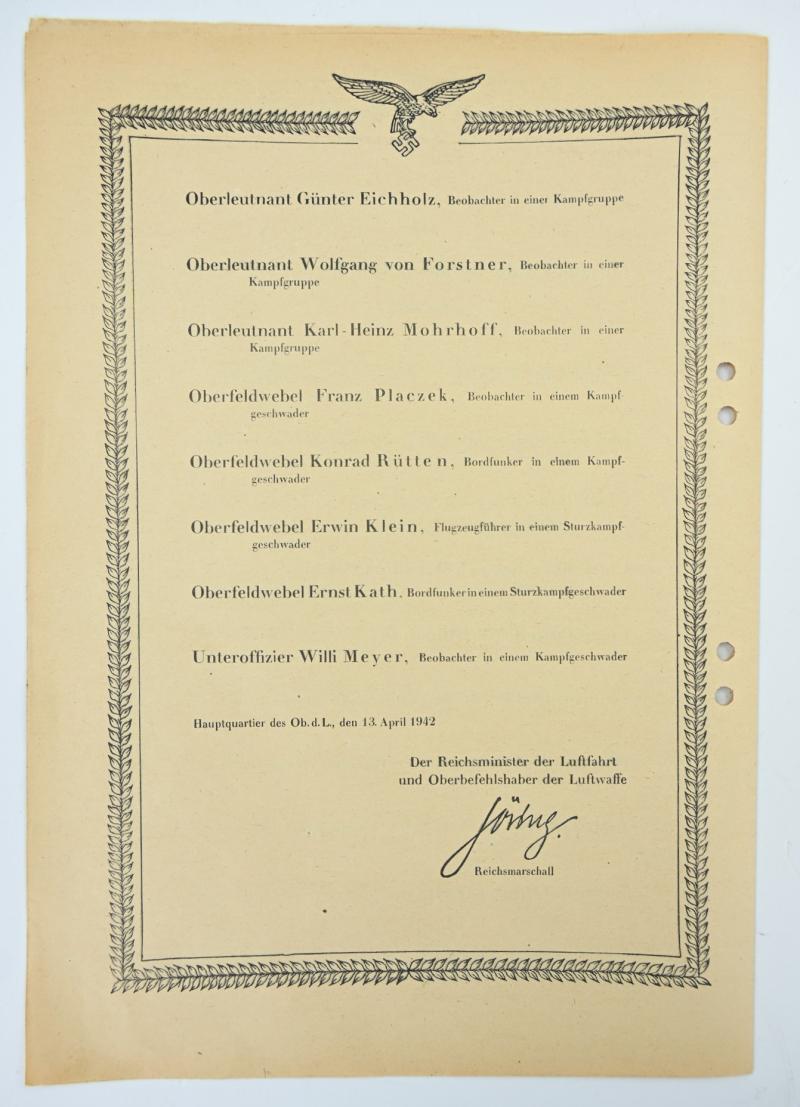 Oberleutnant Günter Eichholz, Beobachter in einer Kampfgruppe
Oberleutnant Wolfgang von Forstner, Beobachter in einer
Kampfgruppe
Oberleutnant Karl-Heinz Mohrhoff, Beobachter in einer
Kampfgruppe
Oberfeldwebel Franz Placzek, Beobachter in einem Kampf-
geschwader
Oberfeldwebel Konrad Rütten, Bordfunker in einem Kampf-
geschwader
Oberfeldwebel Erwin Klein, Flugzeugführer in einem Sturzkampf-
geschwader
Oberfeldwebel Ernst Kath, Bordfunker in einem Sturzkampfgeschwader
Unteroffizier Willi Meyer, Beobachter in einem Kampfgeschwader
Hauptquartier des Ob. d. L., den 13. April 1942
Der Reichsminister der Luftfahrt
und Oberbefehlshaber der Luftwaffe
Göring.
Reichsmarschall